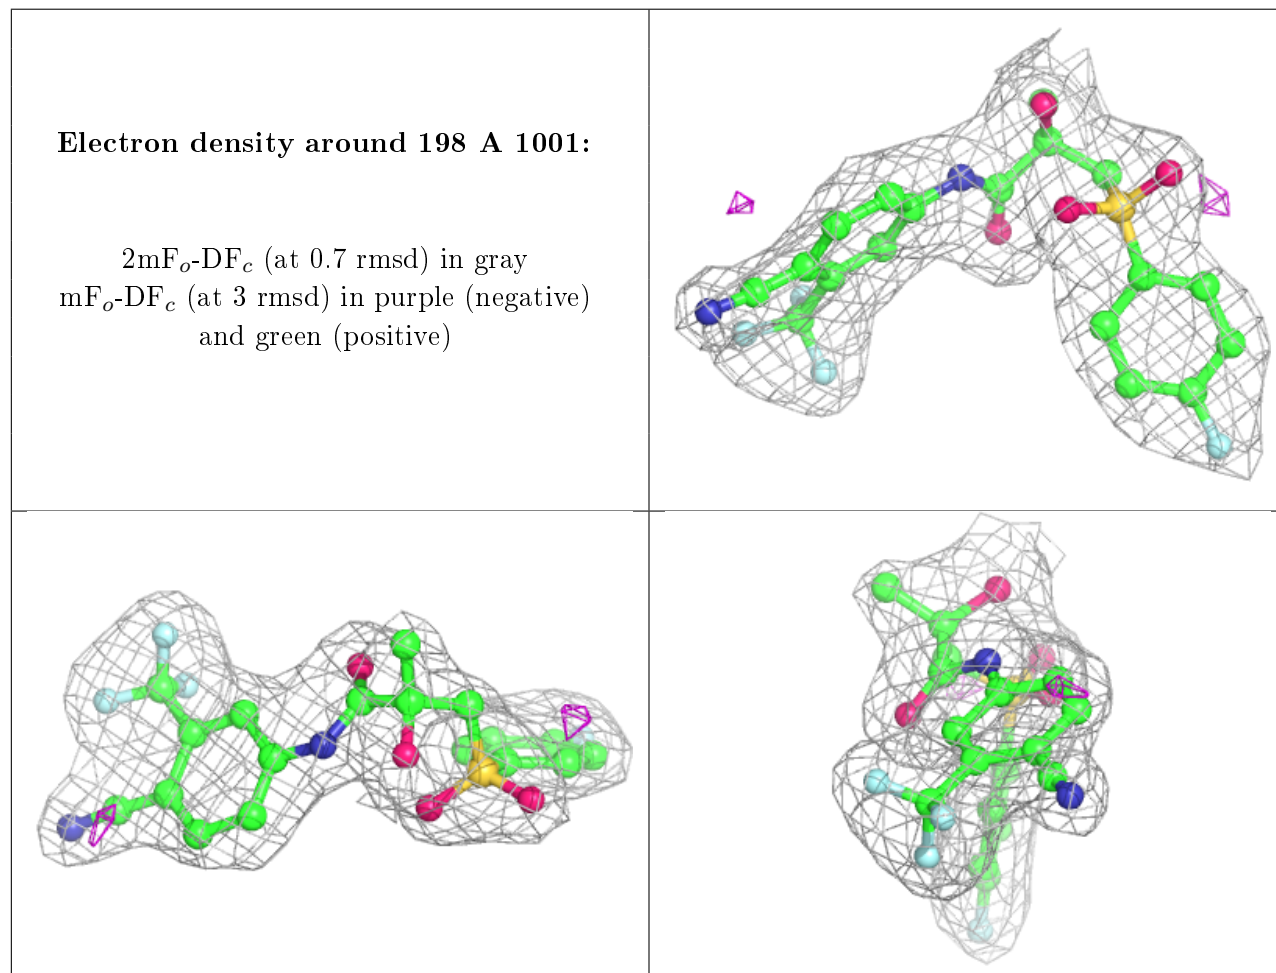 Electron density around 198 A 1001:
2mFₒ-DF𝒸 (at 0.7 rmsd) in gray
mFₒ-DF𝒸 (at 3 rmsd) in purple (negative)
and green (positive)